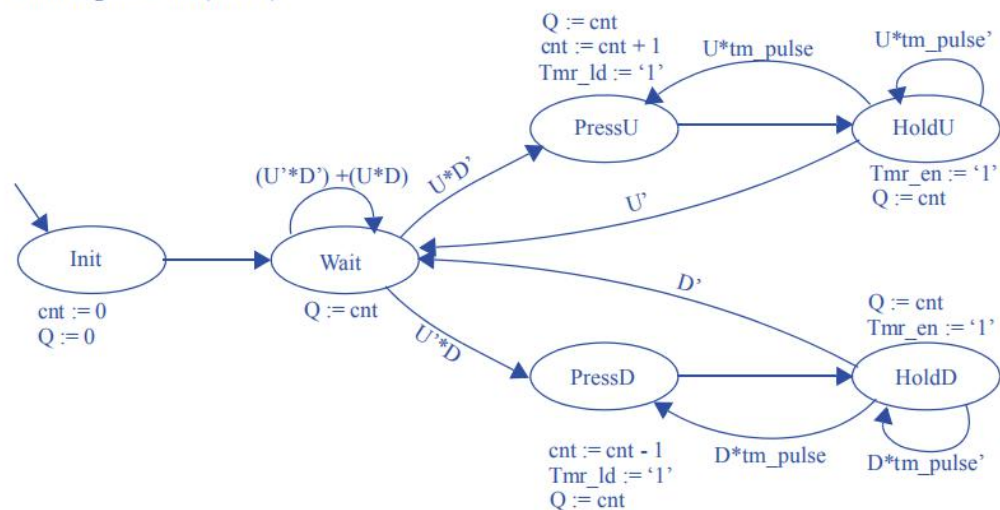 Q := cnt
cnt := cnt + 1
Tmr_ld := ‘1’
U*tm_pulse
U*tm_pulse’
PressU
HoldU
Tmr_en := ‘1’
Q := cnt
(U’*D’) +(U*D)
U*D’
U’
Init
Wait
cnt := 0
Q := 0
Q := cnt
D’
U’*D
Q := cnt
Tmr_en := ‘1’
PressD
HoldD
cnt := cnt - 1
Tmr_ld := ‘1’
Q := cnt
D*tm_pulse
D*tm_pulse’